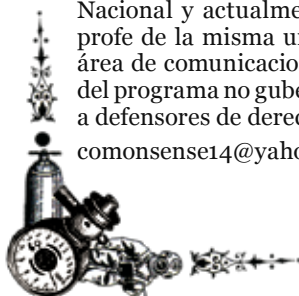 Nacional y actualme
profe de la misma u
área de comunicacio
del programa no gube
a defensores de derec
comonsense14@yaho